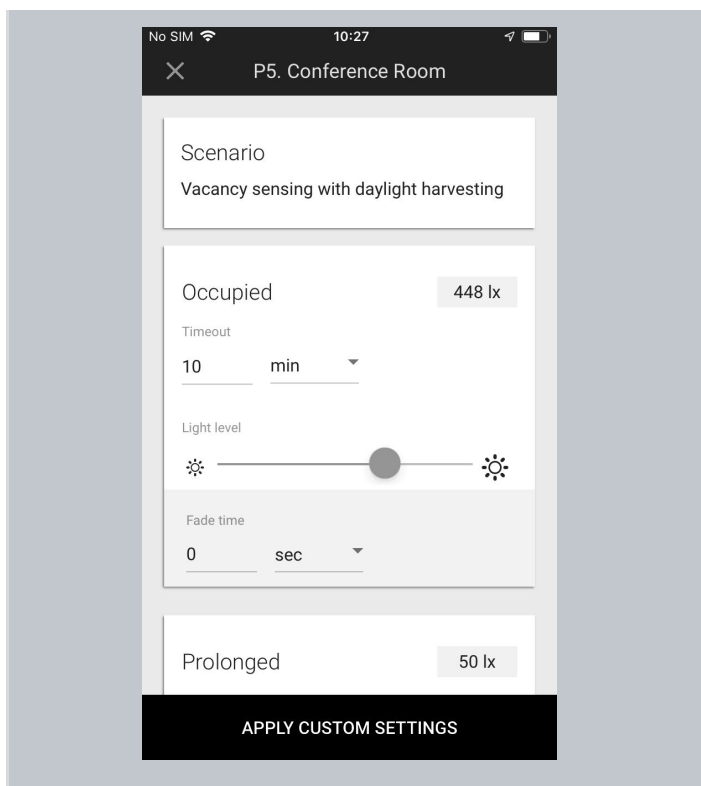 No SIM 10:27
P5. Conference Room
Scenario
Vacancy sensing with daylight harvesting
Occupied 448 lx
Timeout
10 min
Light level
Fade time
0 sec
Prolonged 50 lx
APPLY CUSTOM SETTINGS